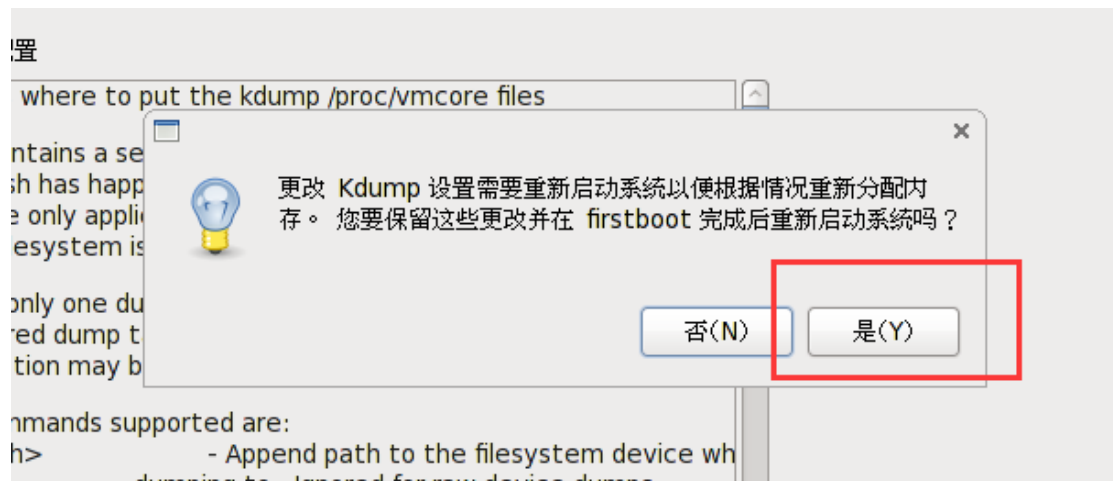 置
where to put the kdump /proc/vmcore files
ntains a se
sh has happ
e only appli
esystem is
only one du
red dump t
tion may b
更改 Kdump 设置需要重新启动系统以便根据情况重新分配内
存。 您要保留这些更改并在 firstboot 完成后重新启动系统吗？
否(N)
是(Y)
mmands supported are:
h> - Append path to the filesystem device wh